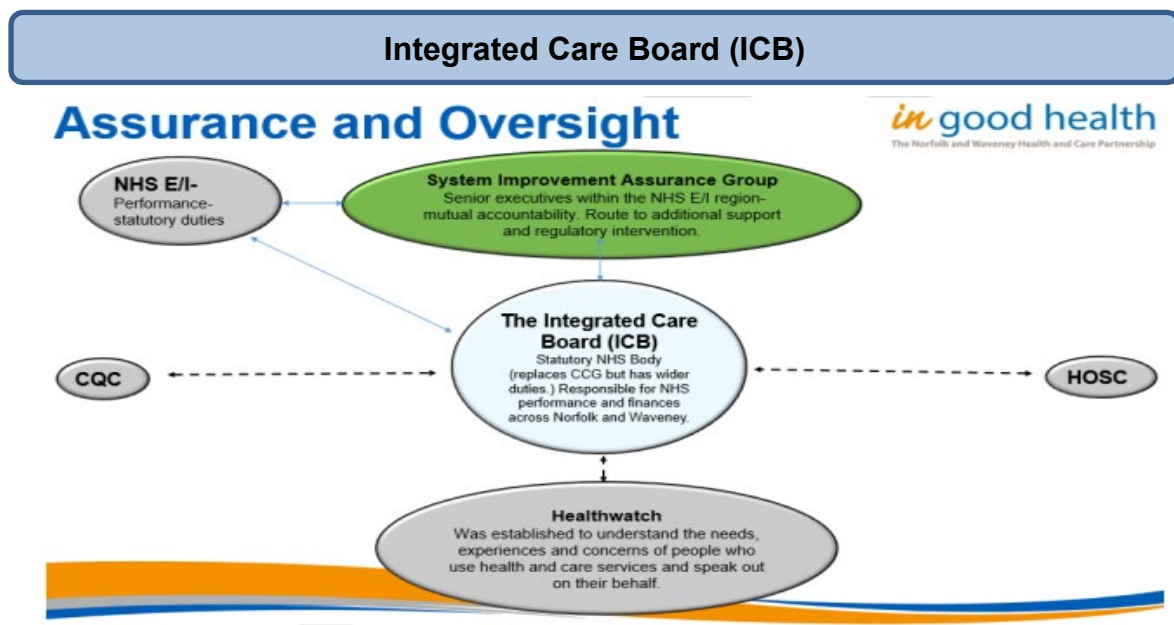 Integrated Care Board (ICB)
Assurance and Oversight
in good health
The Norfolk and Waveney Health and Care Partnership
NHS E/I-
Performance-
statutory duties
System Improvement Assurance Group
Senior executives within the NHS E/I region-
mutual accountability. Route to additional support
and regulatory intervention.
The Integrated Care
Board (ICB)
Statutory NHS Body
(replaces CCG but has wider
duties.) Responsible for NHS
performance and finances
across Norfolk and Waveney.
CQC
HOSC
Healthwatch
Was established to understand the needs,
experiences and concerns of people who
use health and care services and speak out
on their behalf.